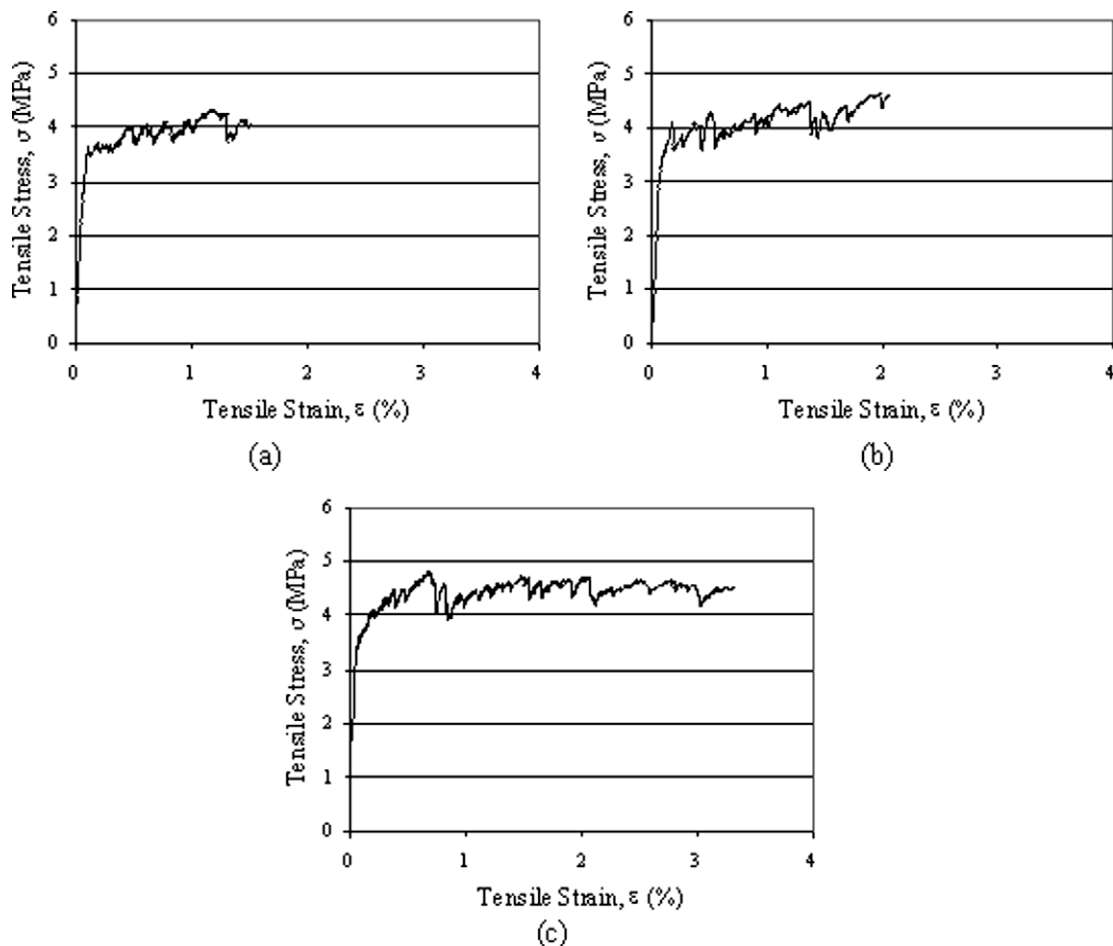 6
5
4
3
2
1
0
Tensile Stress, σ (MPa)
0 1 2 3 4
Tensile Strain, ε (%)
(a)
6
5
4
3
2
1
0
Tensile Stress, σ (MPa)
0 1 2 3 4
Tensile Strain, ε (%)
(b)
6
5
4
3
2
1
0
Tensile Stress, σ (MPa)
0 1 2 3 4
Tensile Strain, ε (%)
(c)